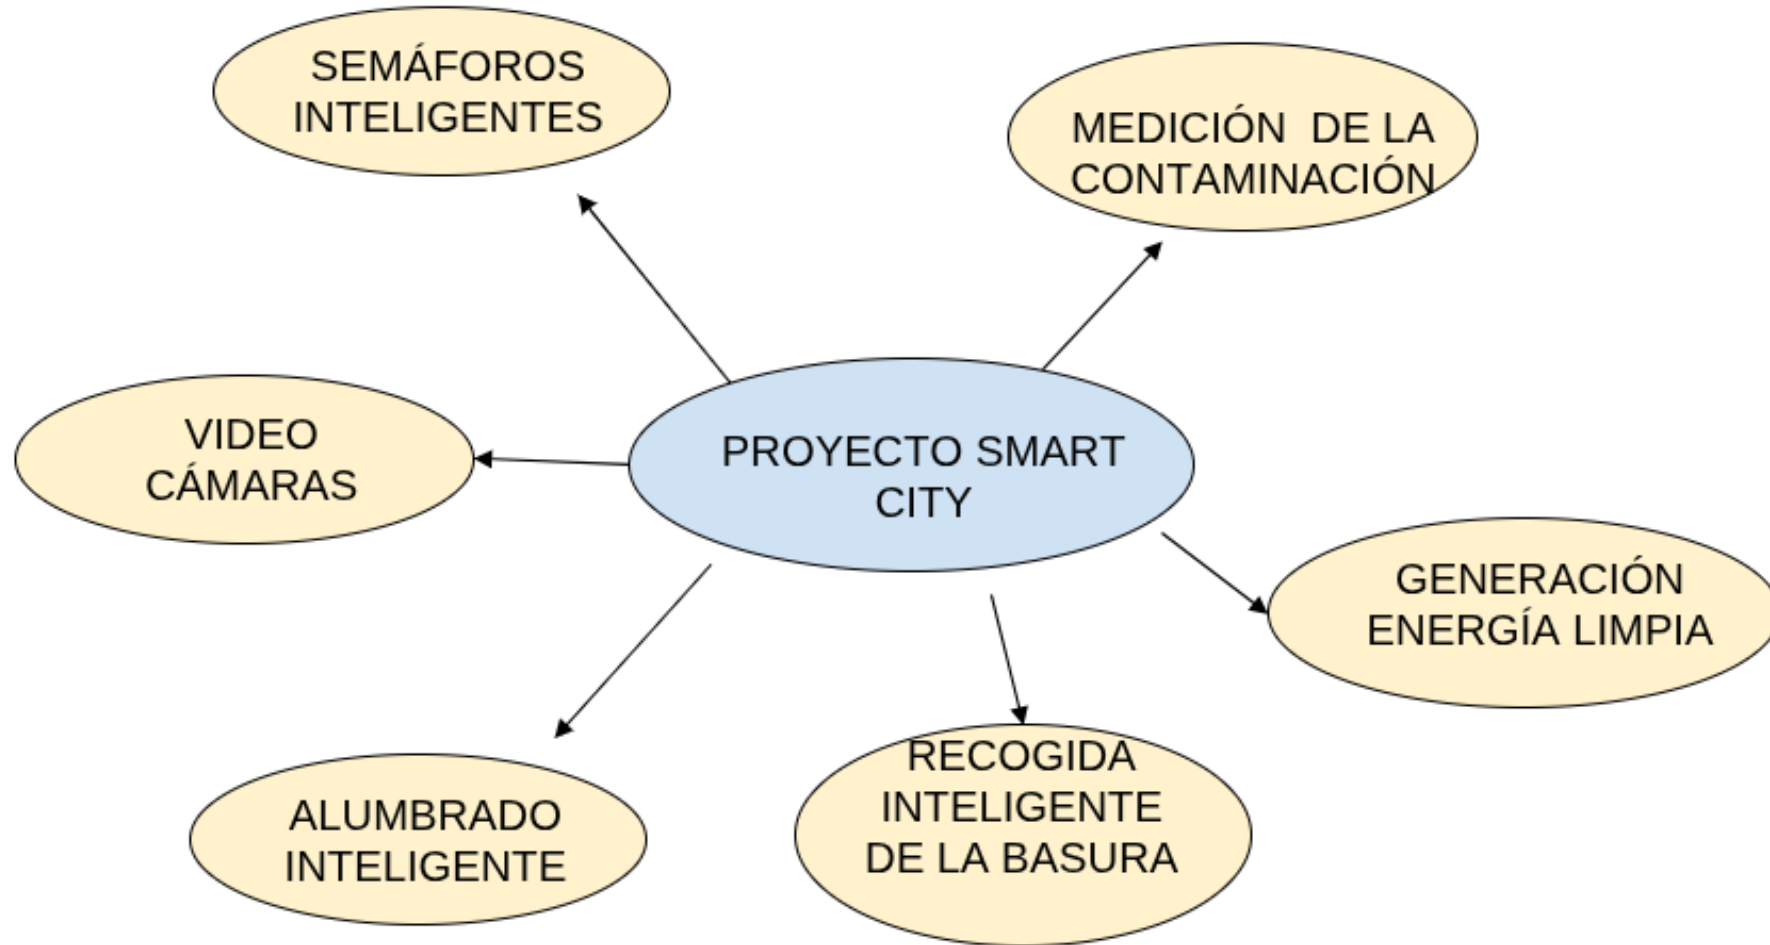 SEMÁFOROS
INTELIGENTES
MEDICIÓN  DE LA
CONTAMINACIÓN
VIDEO
CÁMARAS
PROYECTO SMART
CITY
GENERACIÓN
ENERGÍA LIMPIA
ALUMBRADO
INTELIGENTE
RECOGIDA
INTELIGENTE
DE LA BASURA